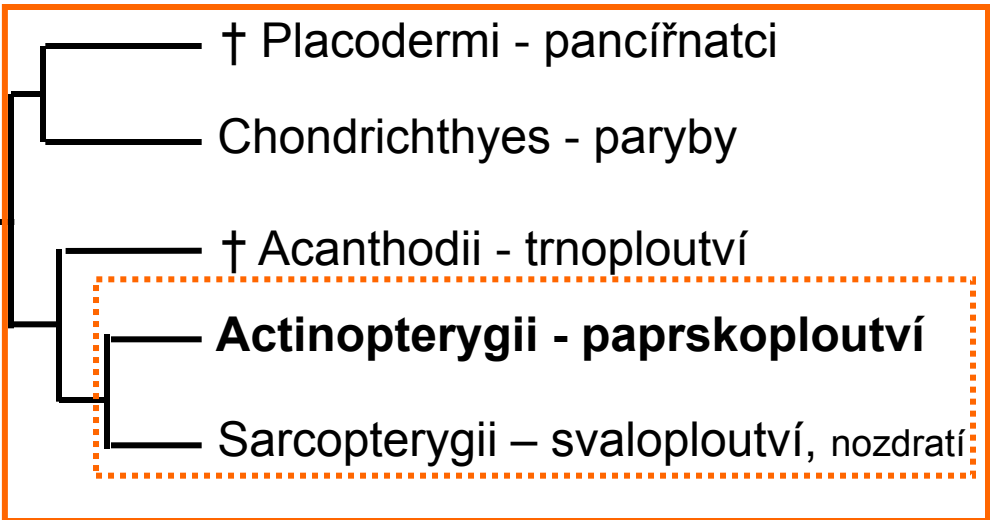 † Placodermi - pancířnatci
Chondrichthyes - paryby
† Acanthodii - trnoploutví
Actinopterygii - paprskoploutví
Sarcopterygii – svaloploutví, nozdratí